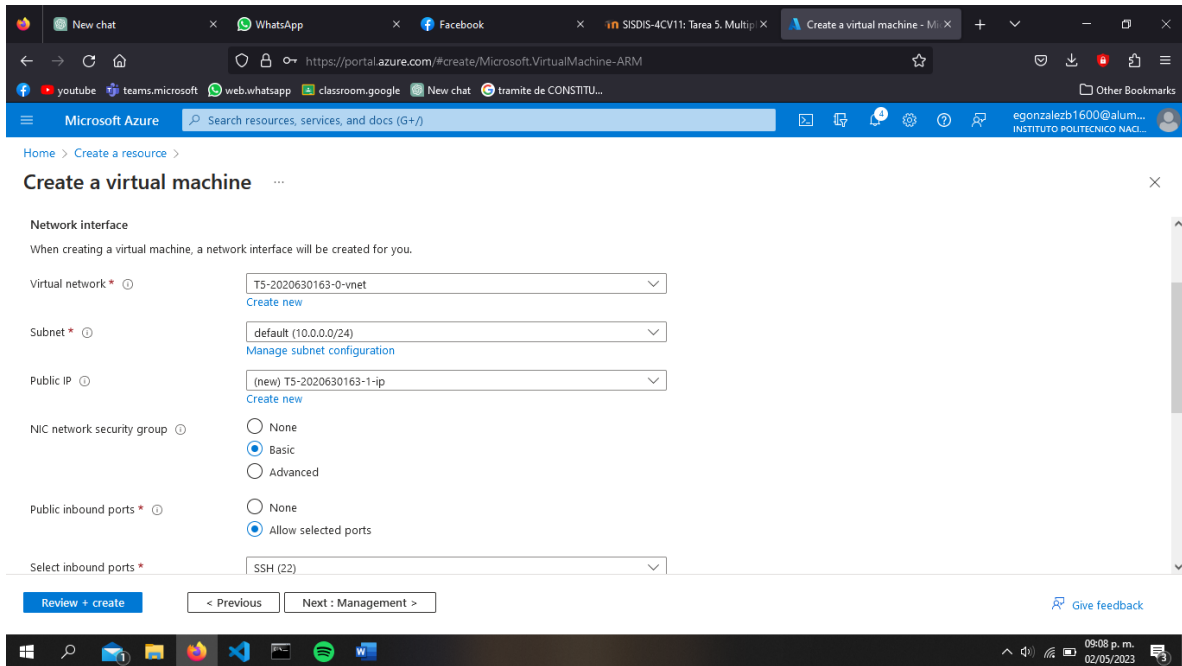 New chat
WhatsApp
Facebook
SISDIS-4CV11: Tarea 5. Multip
Create a virtual machine - Mi
https://portal.azure.com/#create/Microsoft.VirtualMachine-ARM
youtube teams.microsoft web.whatsapp classroom.google New chat tramite de CONSTITU... Other Bookmarks
Microsoft Azure
Search resources, services, and docs (G+/)
4
egonzalezb1600@alum...
INSTITUTO POLITECNICO NACI...
Home > Create a resource >
Create a virtual machine ...
Network interface
When creating a virtual machine, a network interface will be created for you.
Virtual network *
T5-2020630163-0-vnet
Create new
Subnet *
default (10.0.0.0/24)
Manage subnet configuration
Public IP
(new) T5-2020630163-1-ip
Create new
NIC network security group
None
Basic
Advanced
Public inbound ports *
None
Allow selected ports
Select inbound ports *
SSH (22)
Review + create
< Previous
Next : Management >
Give feedback
1
09:08 p. m.
02/05/2023
3